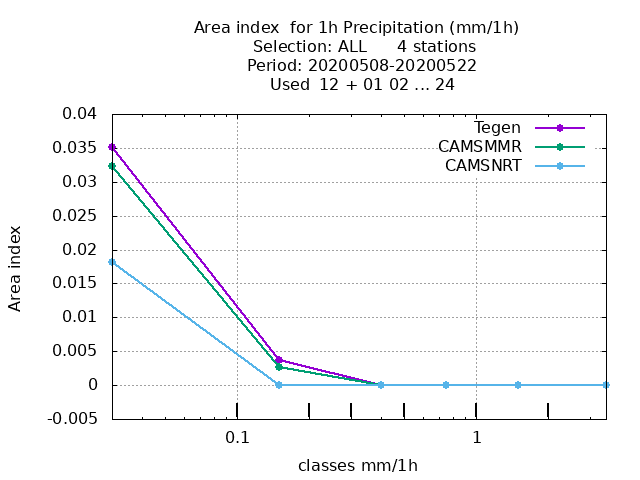 Area index  for 1h Precipitation (mm/1h)
Selection: ALL      4 stations
Period: 20200508-20200522
Used  12 + 01 02 ... 24
0.04
0.035
0.03
0.025
0.02
0.015
0.01
0.005
0
-0.005
Area index
Tegen
CAMSMMR
CAMSNRT
0.1
1
classes mm/1h